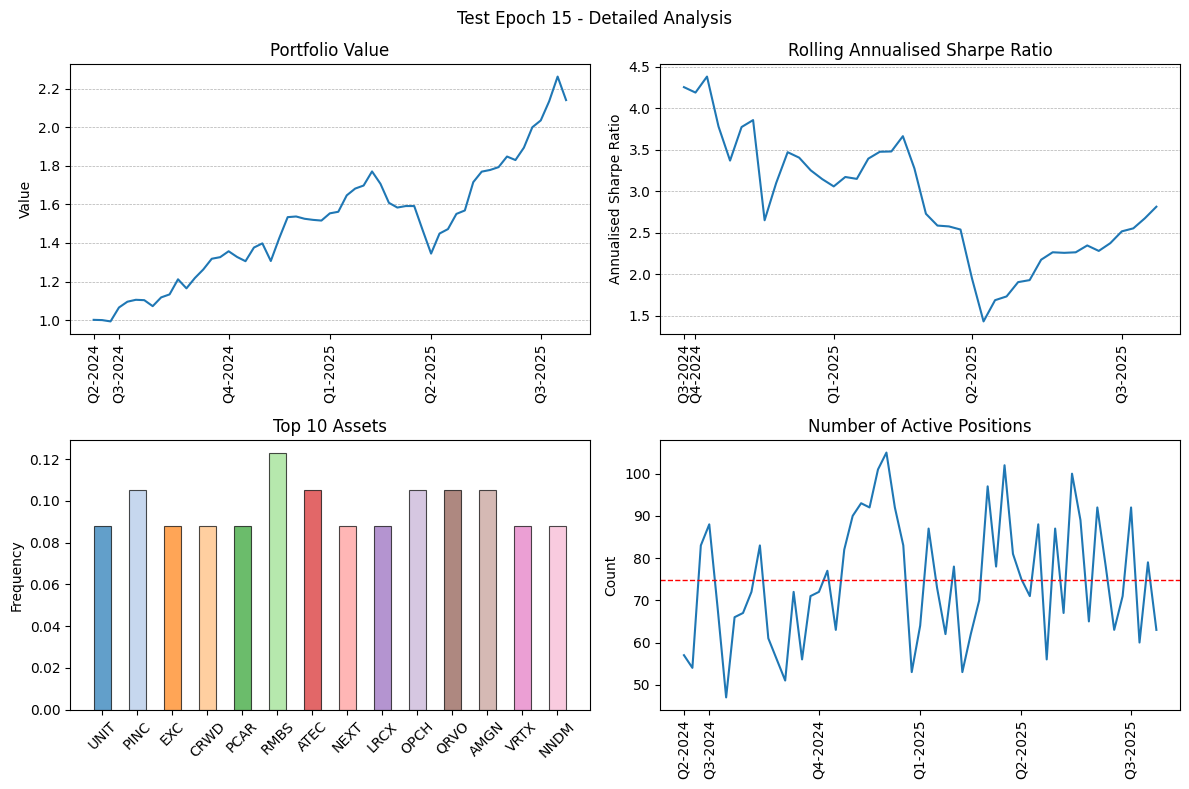 Test Epoch 15 - Detailed Analysis
Portfolio Value
Value
2.2
2.0
1.8
1.6
1.4
1.2
1.0
Q2-2024
Q3-2024
Q4-2024
Q1-2025
Q2-2025
Q3-2025
Rolling Annualised Sharpe Ratio
Annualised Sharpe Ratio
4.5
4.0
3.5
3.0
2.5
2.0
1.5
Q3-2024
Q4-2024
Q1-2025
Q2-2025
Q3-2025
Top 10 Assets
Frequency
0.12
0.10
0.08
0.06
0.04
0.02
0.00
UNIT
PINC
EXC
CRWD
PCAR
RMBS
ATEC
NEXT
LRCX
OPCH
QRVO
AMGN
VRTX
NNDM
Number of Active Positions
Count
100
90
80
70
60
50
Q2-2024
Q3-2024
Q4-2024
Q1-2025
Q2-2025
Q3-2025